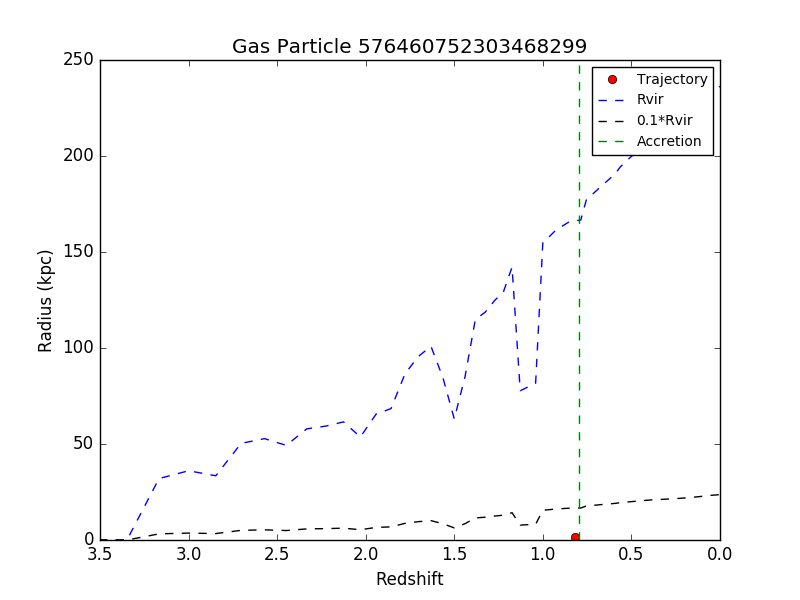 Gas Particle 576460752303468299
250
200
150
100
50
0
Radius (kpc)
Trajectory
Rvir
0.1*Rvir
Accretion
3.5 3.0 2.5 2.0 1.5 1.0 0.5 0.0
Redshift